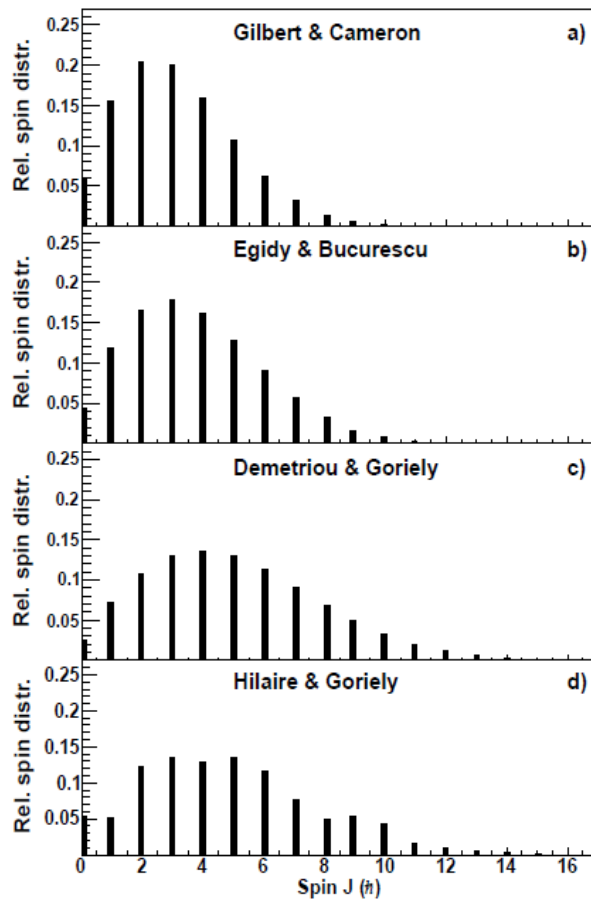 Gilbert & Cameron
a)
Rel. spin distr.
0.25
0.2
0.15
0.1
0.05
Egidy & Bucurescu
b)
Rel. spin distr.
0.25
0.2
0.15
0.1
0.05
Demetriou & Goriely
c)
Rel. spin distr.
0.25
0.2
0.15
0.1
0.05
Hilaire & Goriely
d)
Rel. spin distr.
0.25
0.2
0.15
0.1
0.05
0 2 4 6 8 10 12 14 16
Spin J (ℏ)